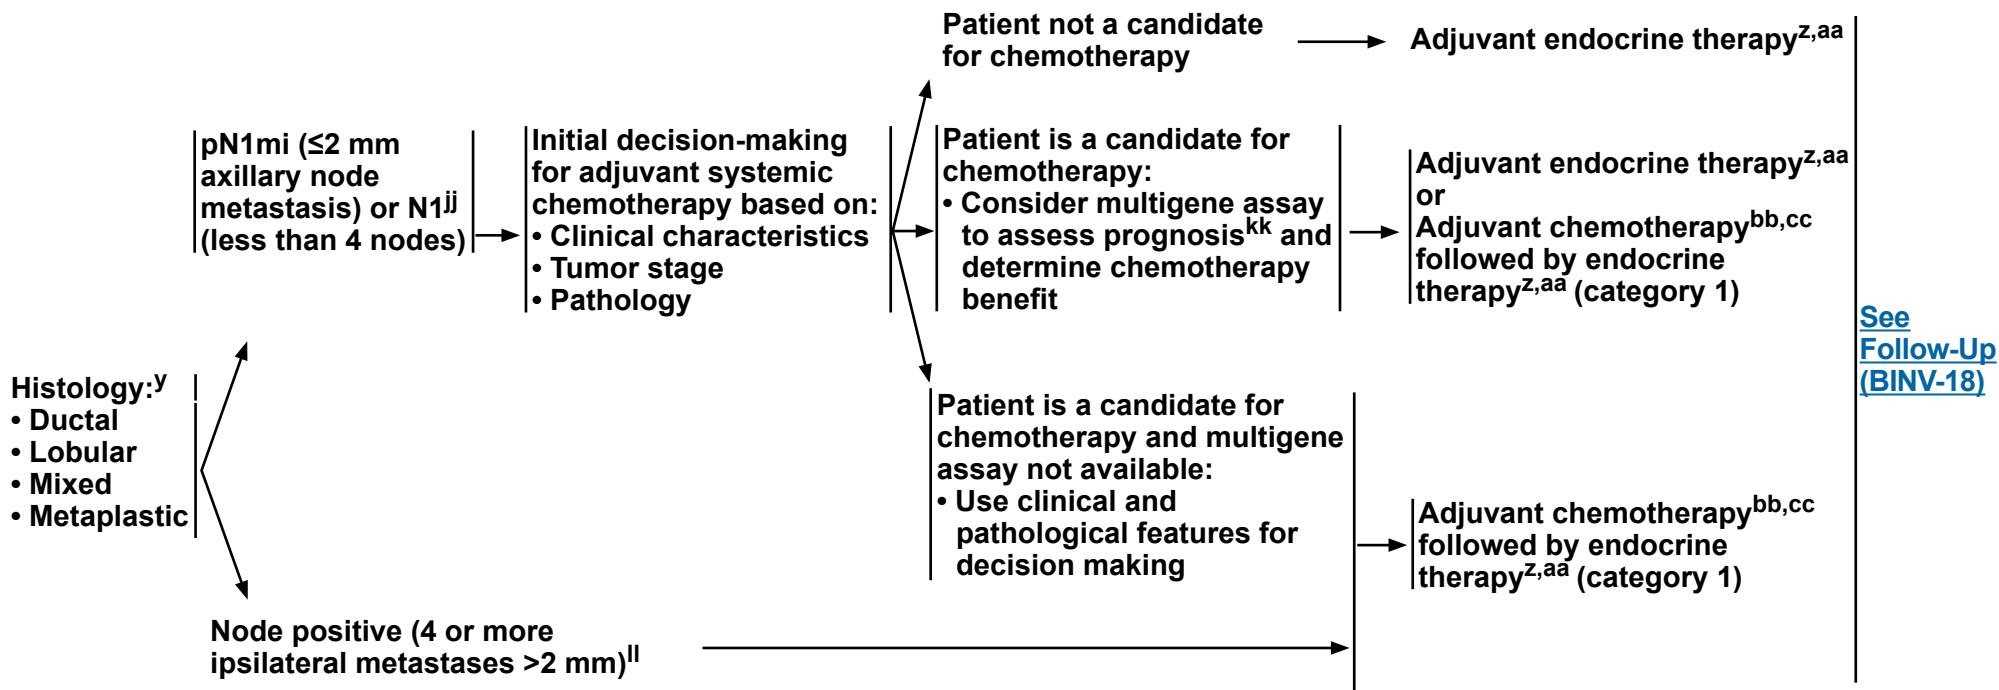 Histology:y
• Ductal
• Lobular
• Mixed
• Metaplastic
pN1mi (≤2 mm
axillary node
metastasis) or N1jj
(less than 4 nodes)
Initial decision-making
for adjuvant systemic
chemotherapy based on:
• Clinical characteristics
• Tumor stage
• Pathology
Patient not a candidate
for chemotherapy
Adjuvant endocrine therapyz,aa
Patient is a candidate for
chemotherapy:
• Consider multigene assay
to assess prognosiskk and
determine chemotherapy
benefit
Adjuvant endocrine therapyz,aa
or
Adjuvant chemotherapybb,cc
followed by endocrine
therapyz,aa (category 1)
Patient is a candidate for
chemotherapy and multigene
assay not available:
• Use clinical and
pathological features for
decision making
Node positive (4 or more
ipsilateral metastases >2 mm)ll
Adjuvant chemotherapybb,cc
followed by endocrine
therapyz,aa (category 1)
See
Follow-Up
(BINV-18)